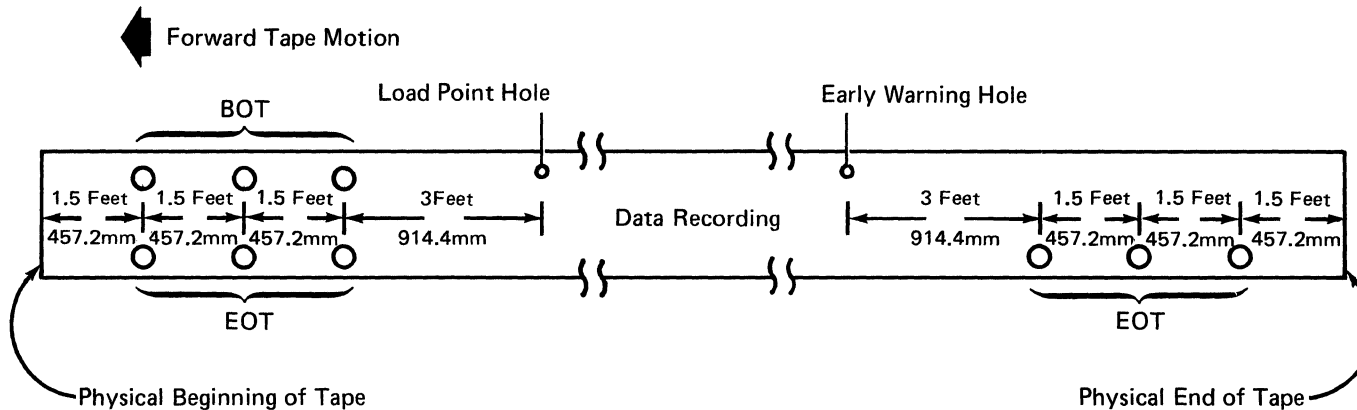 Forward Tape Motion
Load Point Hole
Early Warning Hole
BOT
1.5 Feet 1.5 Feet 1.5 Feet 3Feet 3 Feet 1.5 Feet 1.5 Feet 1.5 Feet
Data Recording
457.2mm 457.2mm 457.2mm 914.4mm 914.4mm 457.2mm 457.2mm 457.2mm
EOT EOT
Physical Beginning of Tape
Physical End of Tape